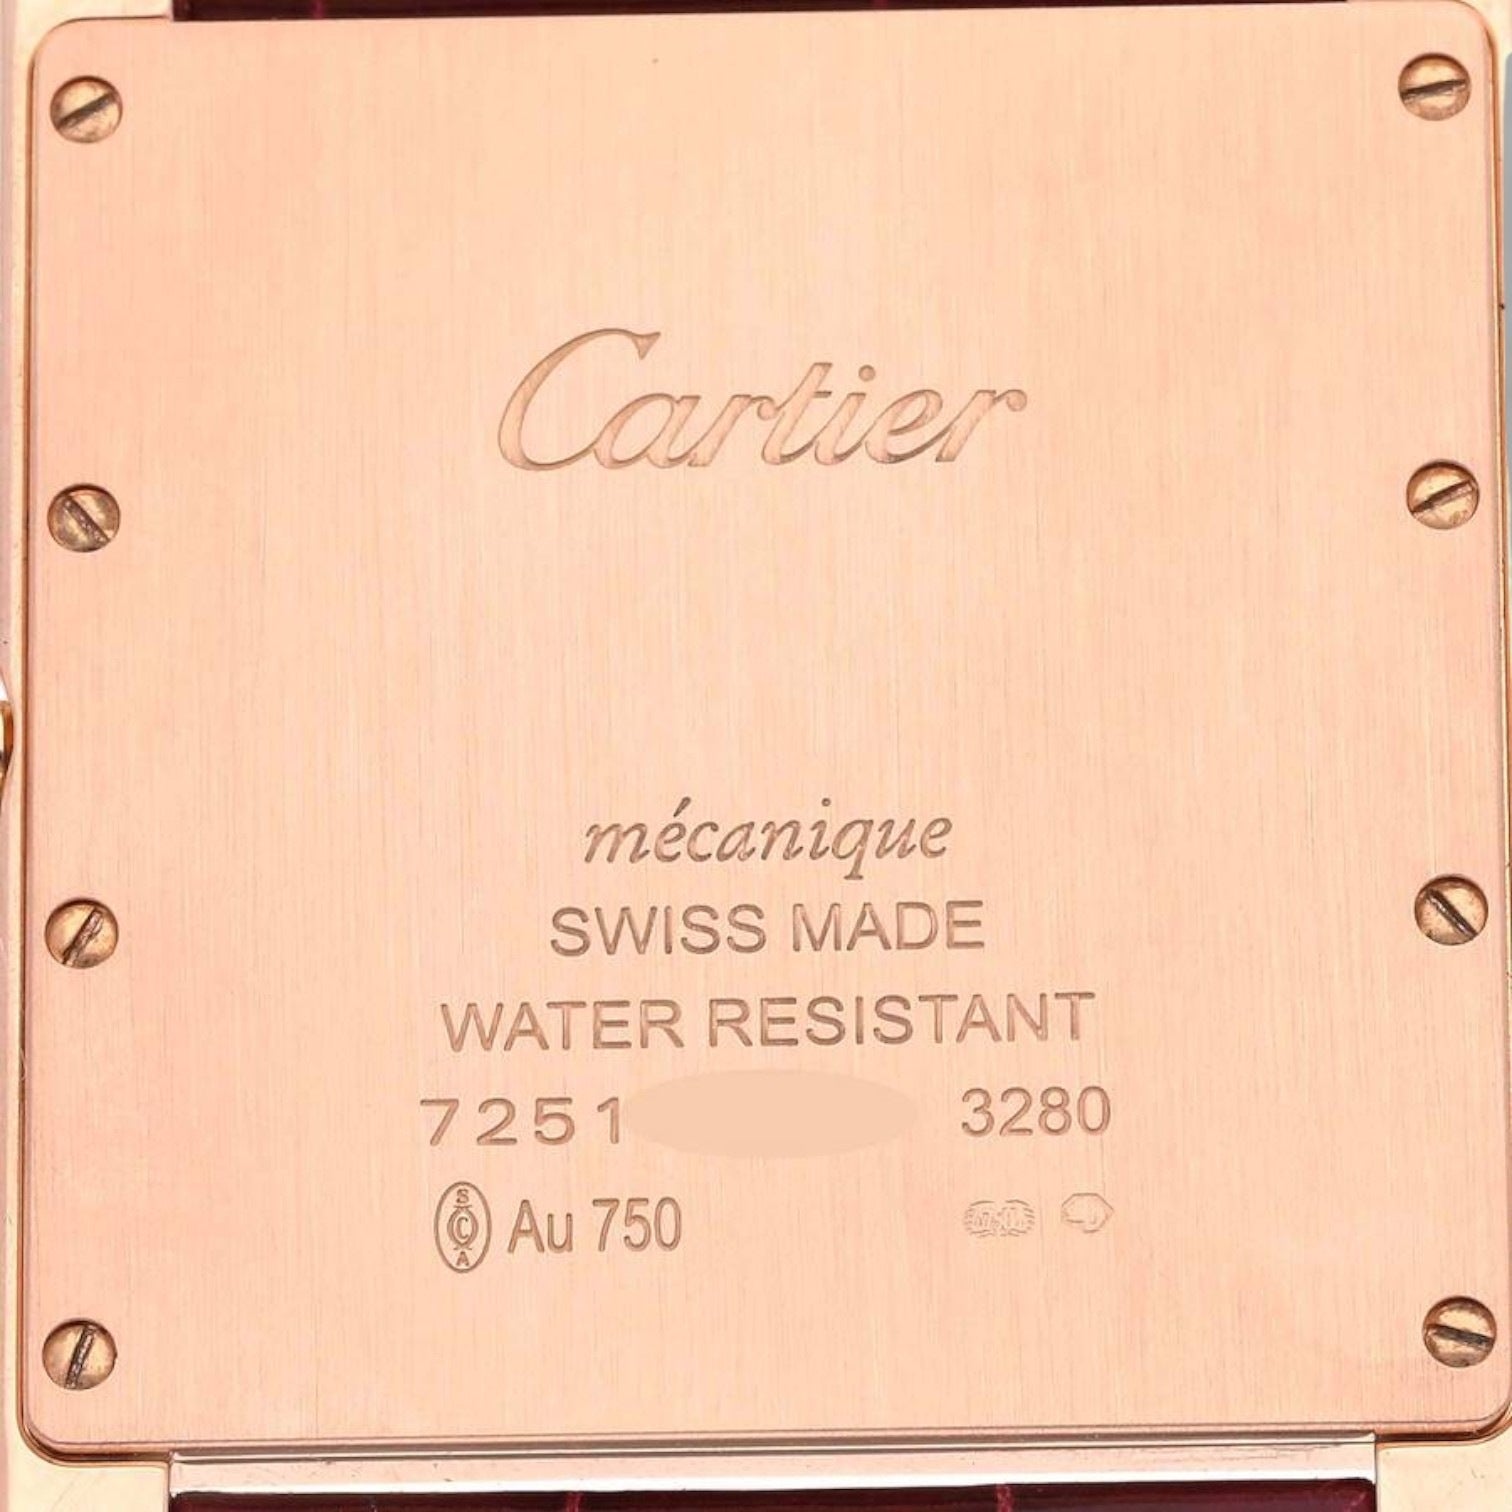 Cartier
mécanique
SWISS MADE
WATER RESISTANT
7251 3280
Au 750